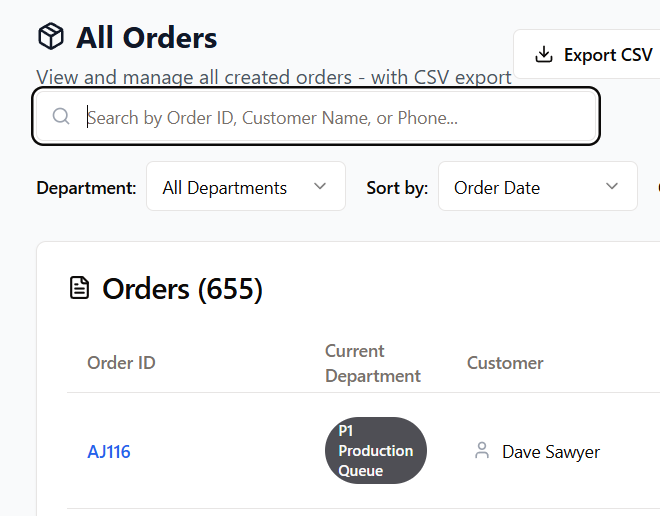 All Orders
Export CSV
View and manage all created orders - with CSV export
Search by Order ID, Customer Name, or Phone...
Department:
All Departments
Sort by:
Order Date
Orders (655)
Order ID
Current
Department
Customer
AJ116
P1
Production
Queue
Dave Sawyer